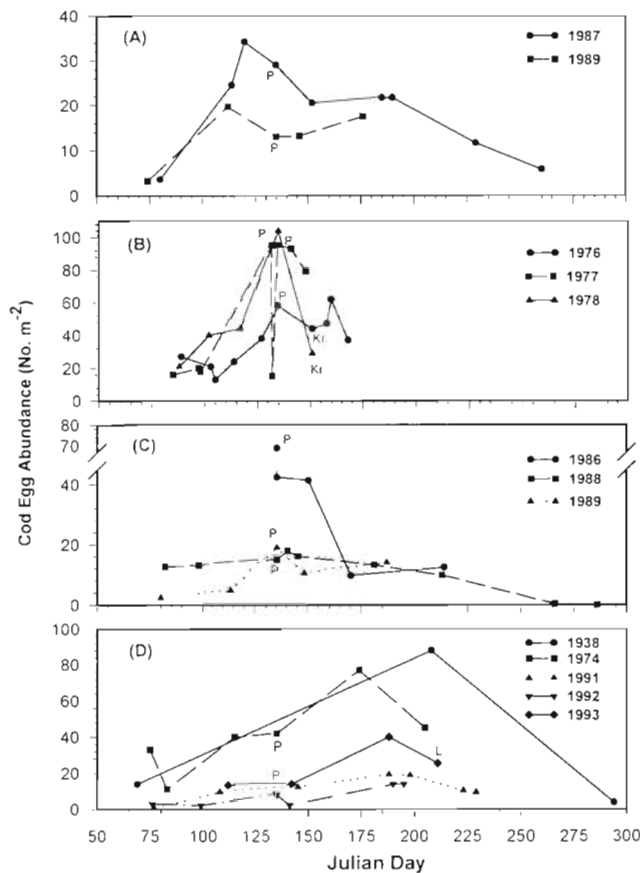 (A)
1987
1989
40
30
20
10
0
P
P
(B)
1976
1977
1978
100
80
60
40
20
0
P
P
P
Kr
Kr
Cod Egg Abundance (No. m-2)
(C)
1986
1988
1989
80
70
40
20
0
P
P
P
(D)
1938
1974
1991
1992
1993
100
80
60
40
20
0
P
P
L
50 75 100 125 150 175 200 225 250 275 300
Julian Day